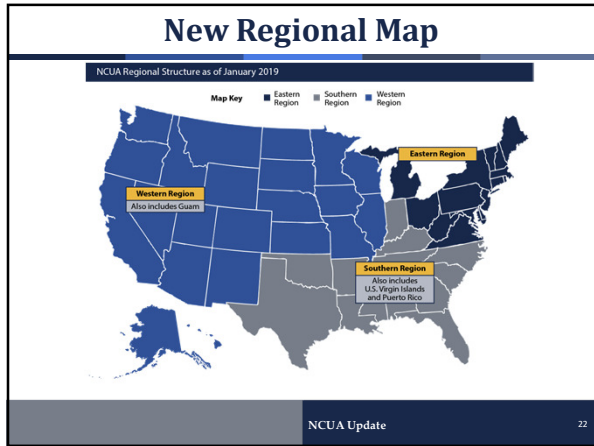 New Regional Map
NCUA Regional Structure as of January 2019
Map Key
Eastern
Region
Southern
Region
Western
Region
Eastern Region
Western Region
Also includes Guam
Southern Region
Also includes
U.S. Virgin Islands
and Puerto Rico
NCUA Update
22